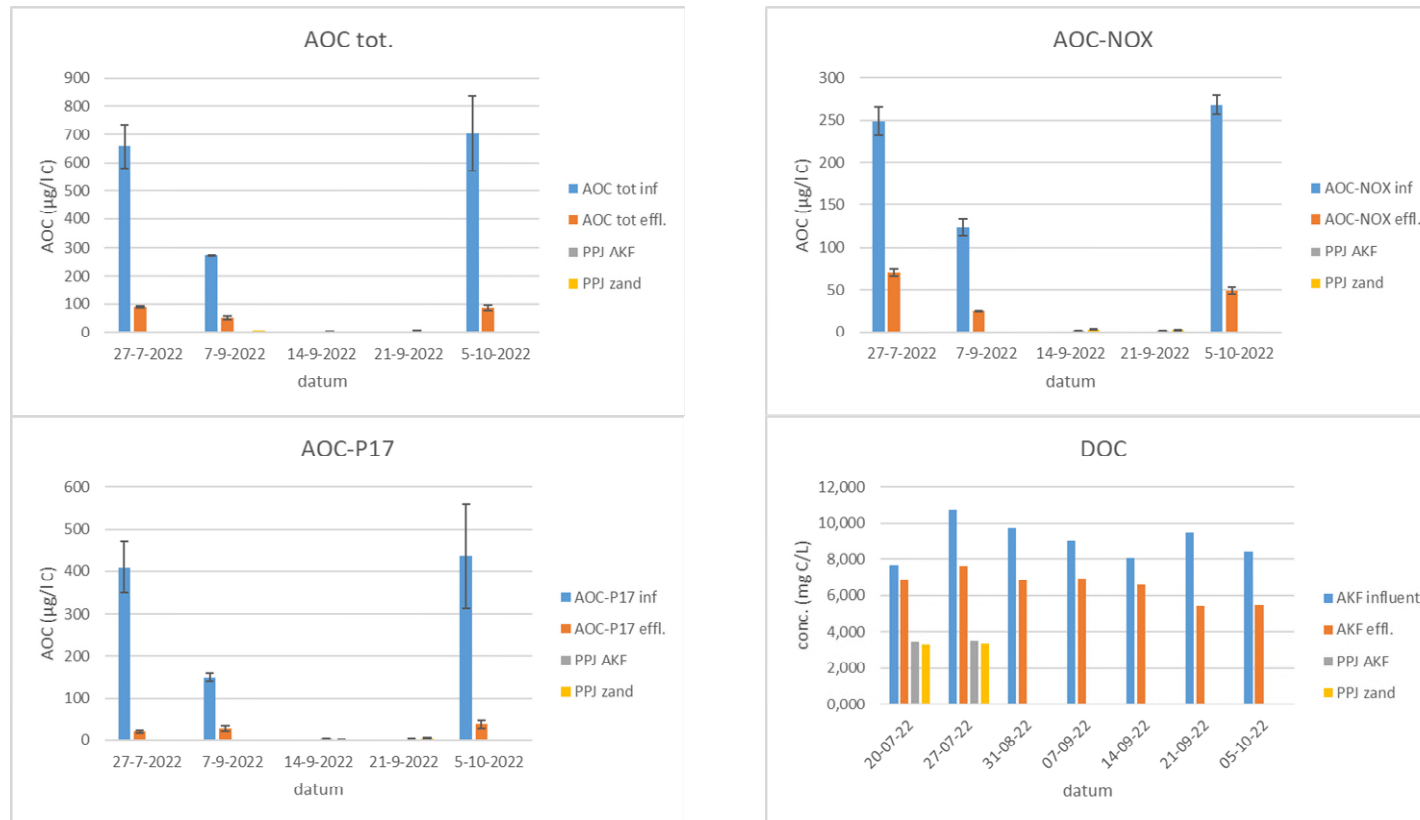 AOC tot.
AOC (µg/l C)
900
800
700
600
500
400
300
200
100
0
27-7-2022 7-9-2022 14-9-2022 21-9-2022 5-10-2022
datum
AOC tot inf
AOC tot effl.
PPJ AKF
PPJ zand
AOC-NOX
AOC (µg/l C)
300
250
200
150
100
50
0
27-7-2022 7-9-2022 14-9-2022 21-9-2022 5-10-2022
datum
AOC-NOX inf
AOC-NOX effl.
PPJ AKF
PPJ zand
AOC-P17
AOC (µg/l C)
600
500
400
300
200
100
0
27-7-2022 7-9-2022 14-9-2022 21-9-2022 5-10-2022
datum
AOC-P17 inf
AOC-P17 effl.
PPJ AKF
PPJ zand
DOC
conc. (mg C/L)
12,000
10,000
8,000
6,000
4,000
2,000
0,000
20-07-22 27-07-22 31-08-22 07-09-22 14-09-22 21-09-22 05-10-22
datum
AKF influent
AKF effl.
PPJ AKF
PPJ zand